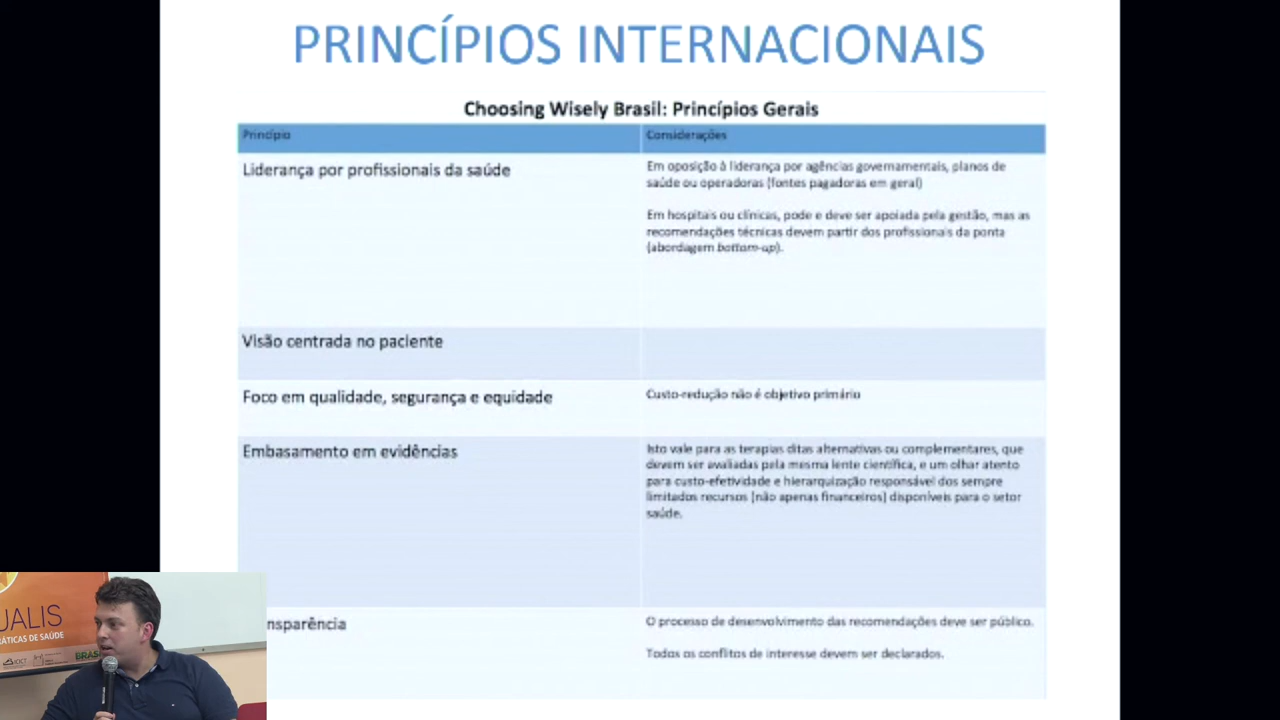 PRINCÍPIOS INTERNACIONAIS
Choosing Wisely Brasil: Princípios Gerais
Princípio
Considerações
Liderança por profissionais da saúde
Em oposição à liderança por agências governamentais, planos de
saúde ou operadoras (fontes pagadoras em geral)
Em hospitais ou clínicas, pode e deve ser apoiada pela gestão, mas as
recomendações técnicas devem partir dos profissionais da ponta
(abordagem bottom-up).
Visão centrada no paciente
Foco em qualidade, segurança e equidade
Custo-redução não é objetivo primário
Embasamento em evidências
Isto vale para as terapias ditas alternativas ou complementares, que
devem ser avaliadas pela mesma lente científica, e um olhar atento
para custo-efetividade e hierarquização responsável dos sempre
limitados recursos (não apenas financeiros) disponíveis para o setor
saúde.
nsparência
O processo de desenvolvimento das recomendações deve ser público.
Todos os conflitos de interesse devem ser declarados.
UALIS
RÁTICAS DE SAÚDE
BRAS